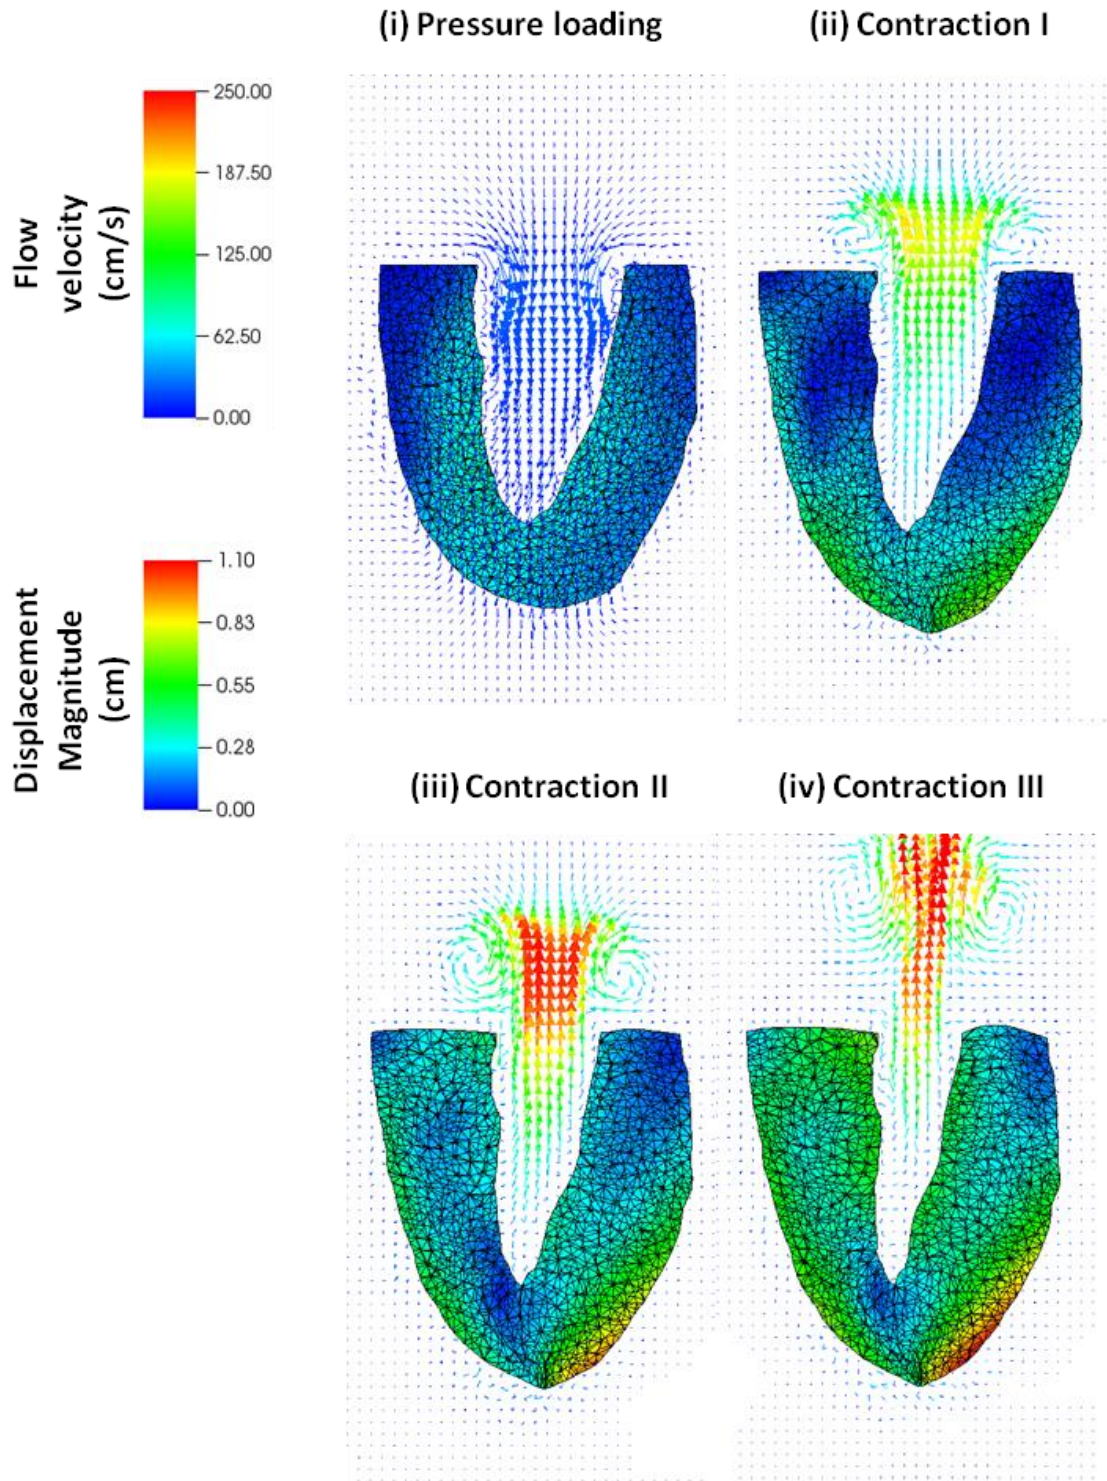 (i) Pressure loading
(ii) Contraction I
Flow
velocity
(cm/s)
250.00
187.50
125.00
62.50
0.00
Displacement
Magnitude
(cm)
1.10
0.83
0.55
0.28
0.00
(iii) Contraction II
(iv) Contraction III